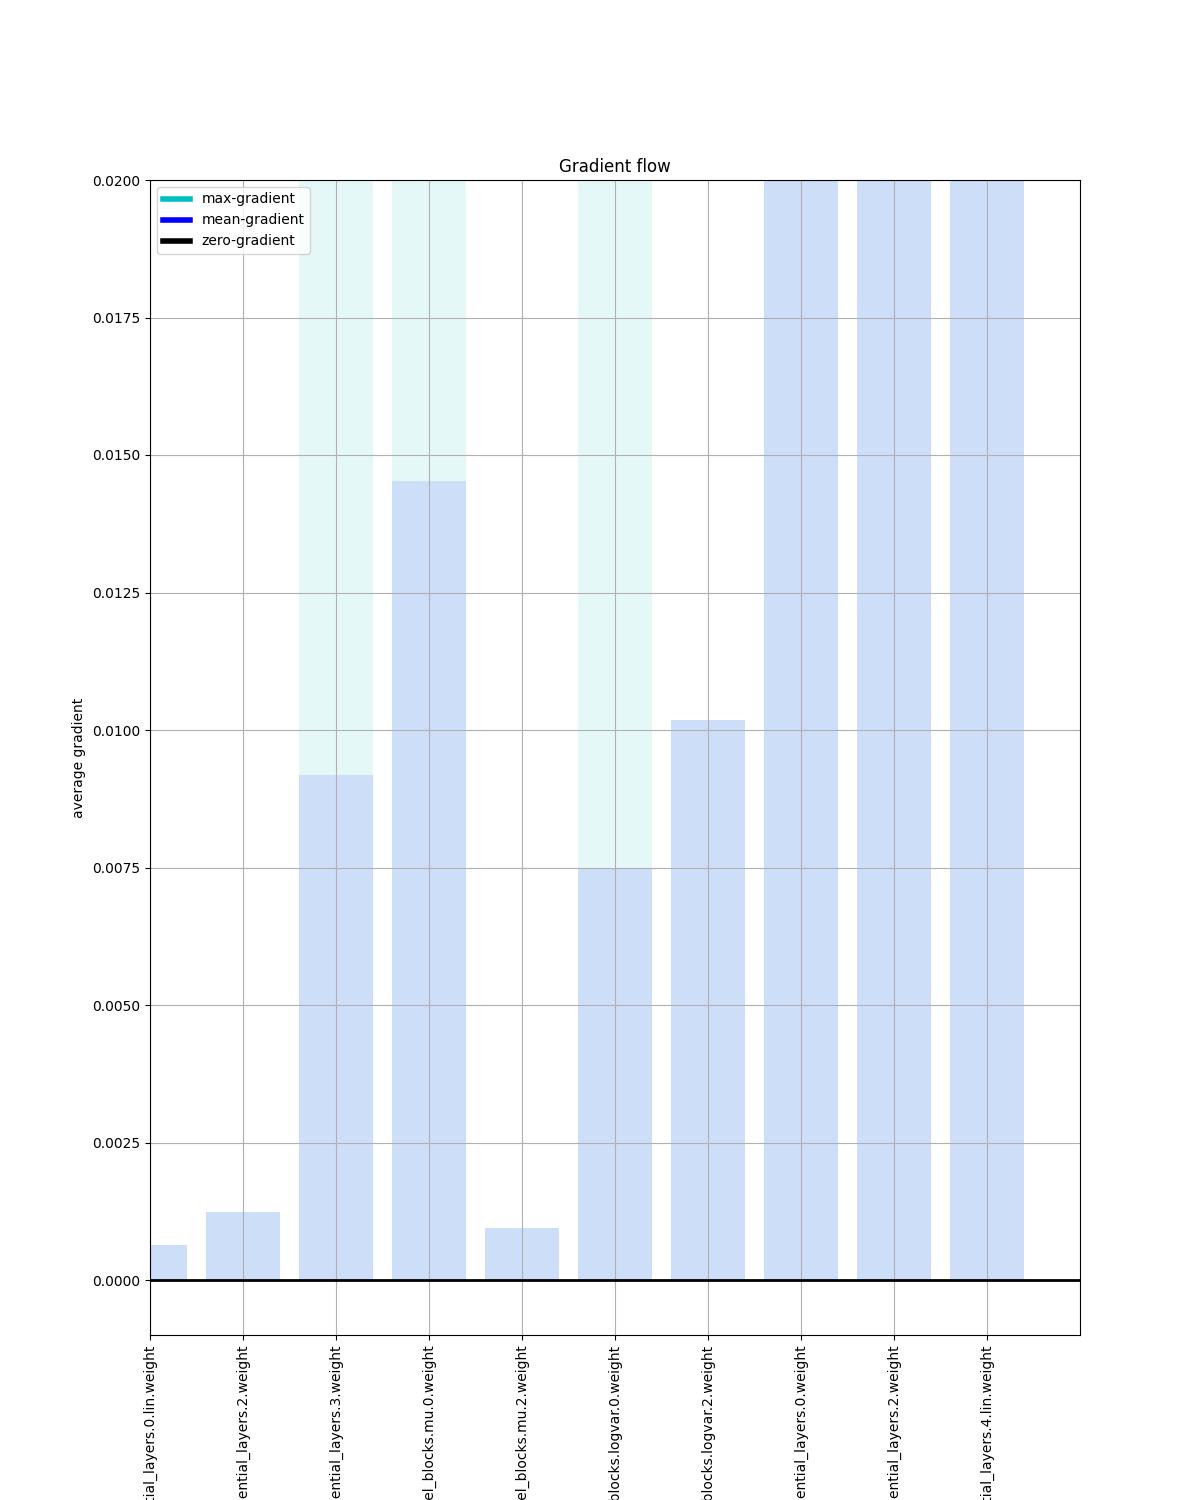 Gradient flow
max-gradient
mean-gradient
zero-gradient
0.0200
0.0175
0.0150
0.0125
0.0100
0.0075
0.0050
0.0025
0.0000
average gradient
tial_layers.0.lin.weight
ential_layers.2.weight
ential_layers.3.weight
el_blocks.mu.0.weight
el_blocks.mu.2.weight
blocks.logvar.0.weight
blocks.logvar.2.weight
ential_layers.0.weight
ential_layers.2.weight
tial_layers.4.lin.weight